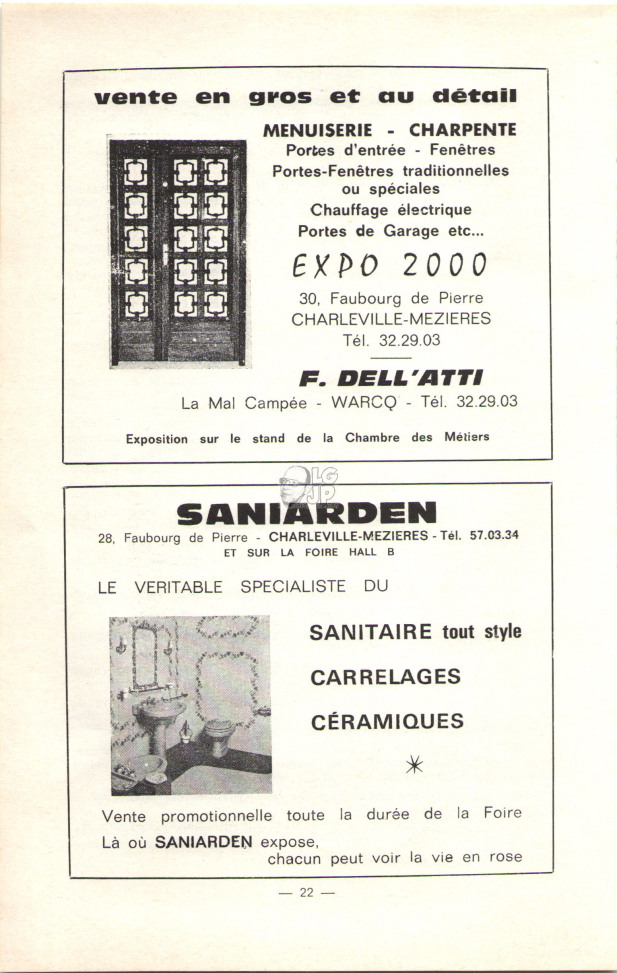 vente en gros et au détail
MENUISERIE - CHARPENTE
Portes d'entrée - Fenêtres
Portes-Fenêtres traditionnelles
ou spéciales
Chauffage électrique
Portes de Garage etc...
EXPO 2000
30, Faubourg de Pierre
CHARLEVILLE-MEZIERES
Tél. 32.29.03
F. DELL'ATTI
La Mal Campée - WARCQ - Tél. 32.29.03
Exposition sur le stand de la Chambre des Métiers
LG
JP
SANIARDEN
28, Faubourg de Pierre - CHARLEVILLE-MEZIERES - Tél. 57.03.34
ET SUR LA FOIRE HALL B
LE VERITABLE SPECIALISTE DU
SANITAIRE tout style
CARRELAGES
CÉRAMIQUES
Vente promotionnelle toute la durée de la Foire
Là où SANIARDEN expose,
chacun peut voir la vie en rose
— 22 —